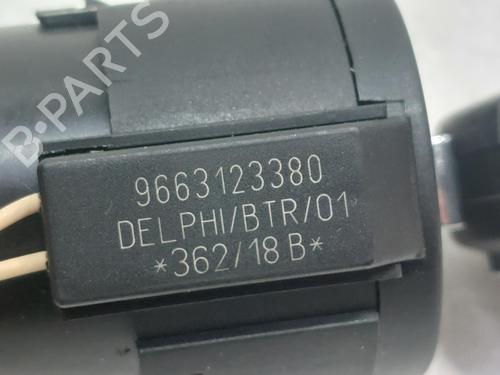 B-PARTS
9663123380
DELPHI/BTR/01
*362/18 B*